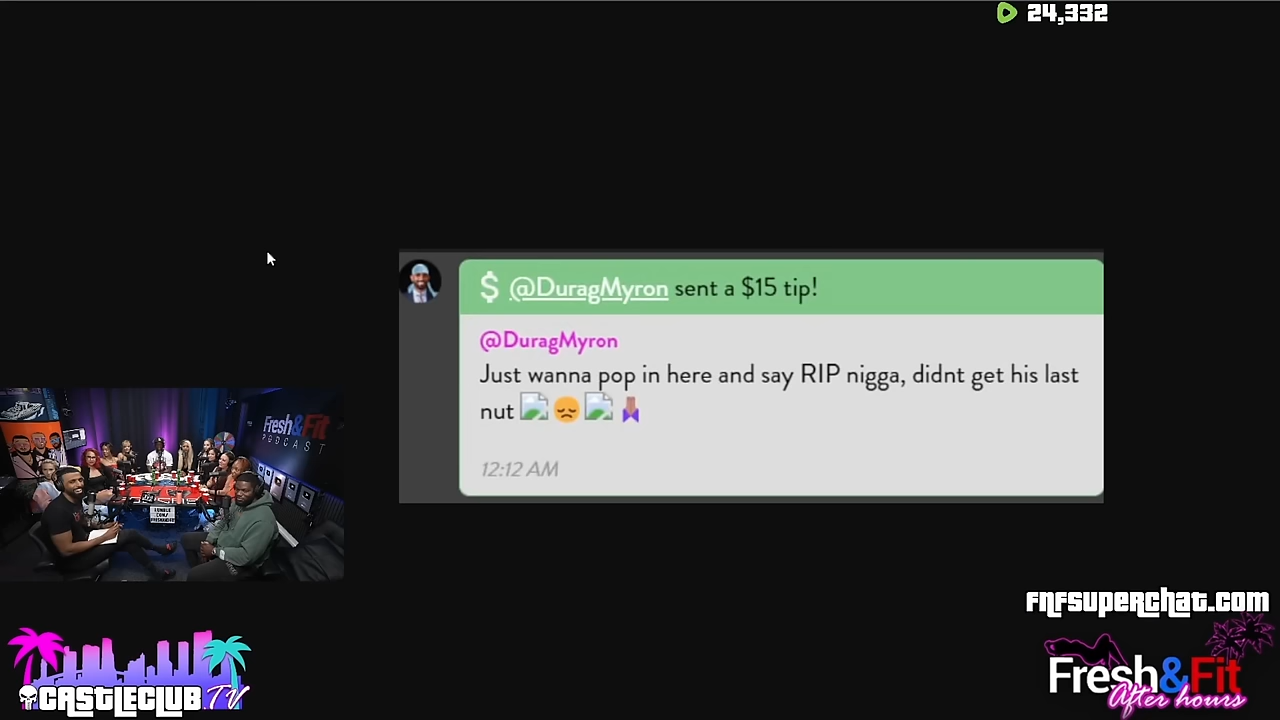 24,332
$ @DuragMyron sent a $15 tip!
@DuragMyron
Just wanna pop in here and say RIP nigga, didnt get his last
nut
12:12 AM
Fresh&Fit
PODCAST
FNFSUPERCHAT.COM
CASTLECLUB TV
Fresh&Fit
After hours